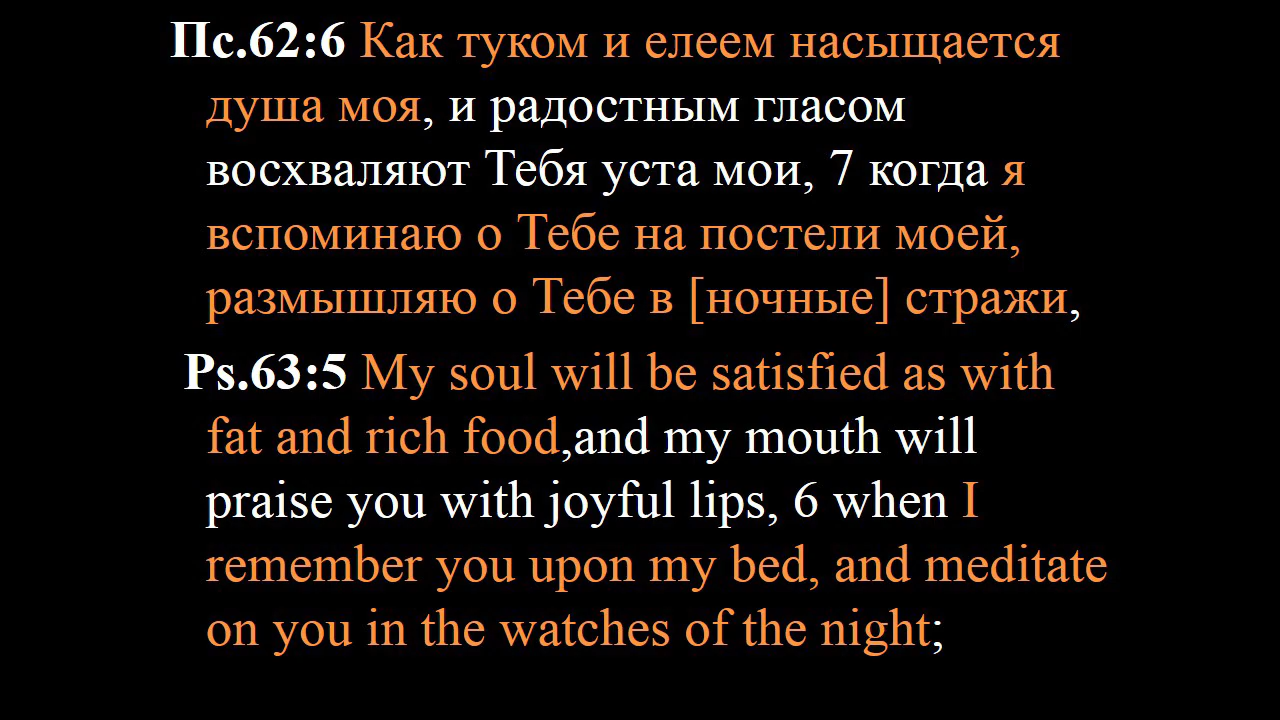 Пс.62:6 Как туком и елеем насыщается
душа моя, и радостным гласом
восхваляют Тебя уста мои, 7 когда я
вспоминаю о Тебе на постели моей,
размышляю о Тебе в [ночные] стражи,
Ps.63:5 My soul will be satisfied as with
fat and rich food,and my mouth will
praise you with joyful lips, 6 when I
remember you upon my bed, and meditate
on you in the watches of the night;